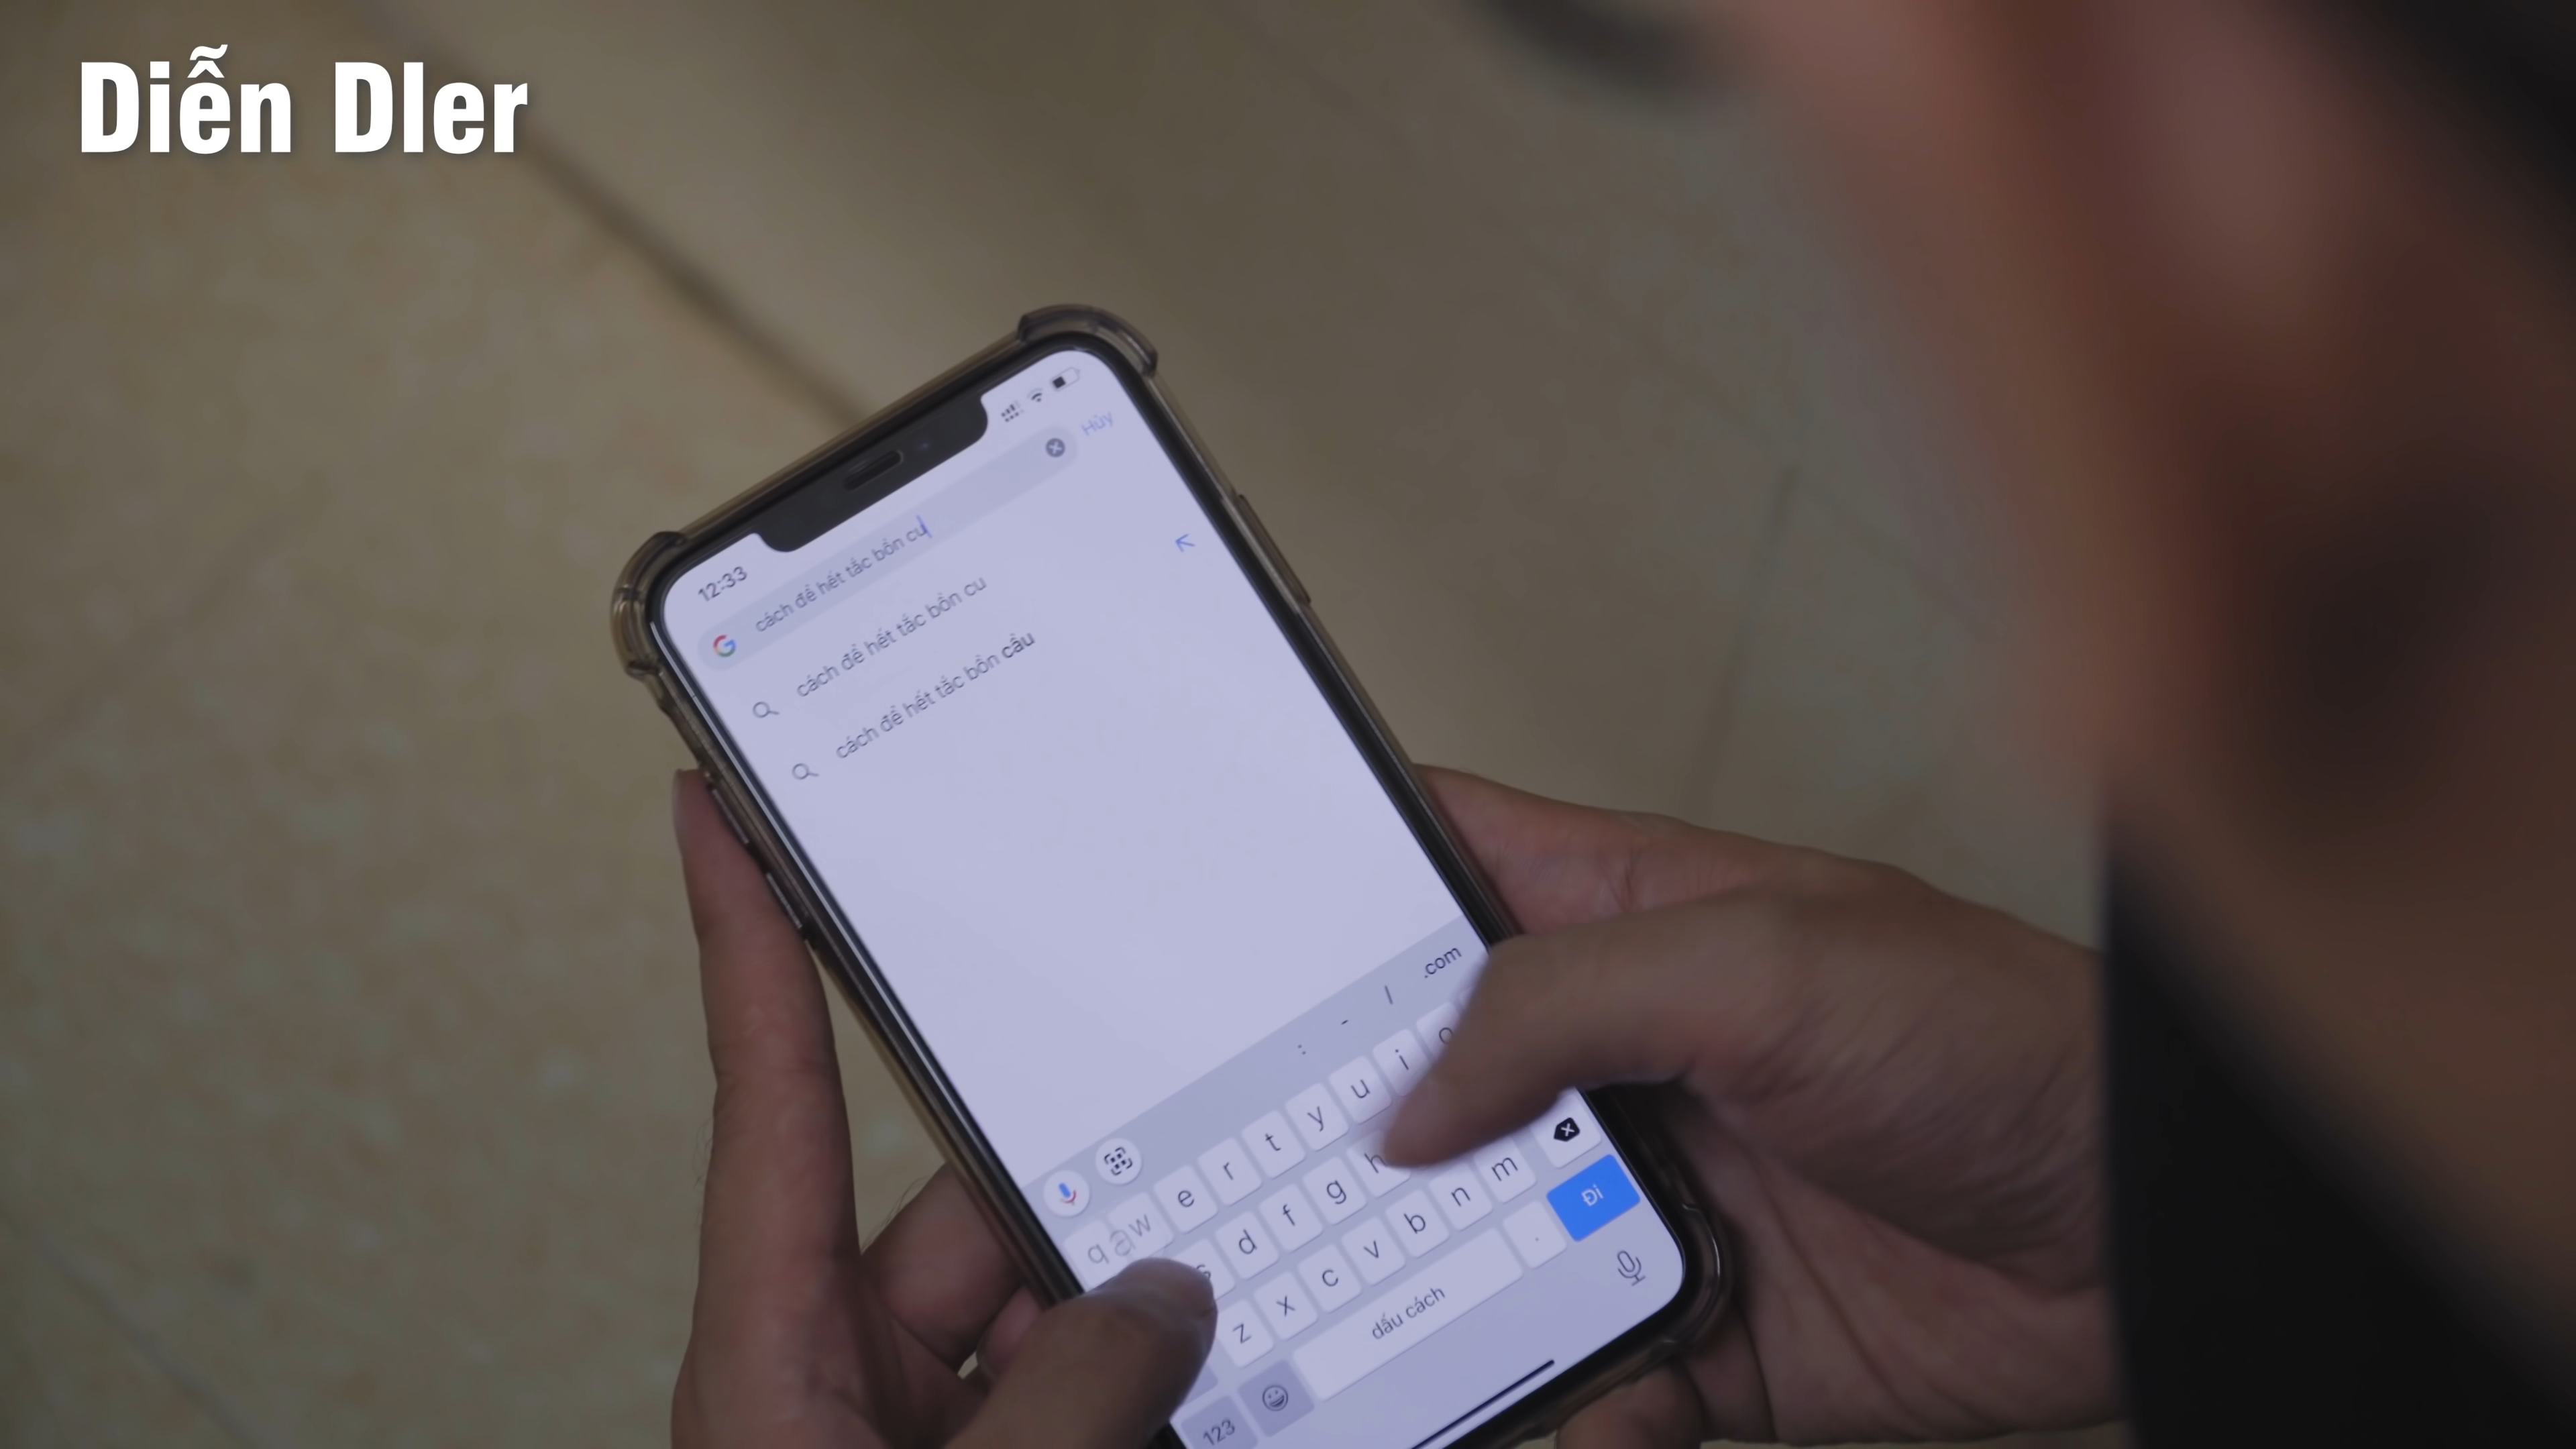 Diễn Dler
12:33
Hủy
cách để hết tắc bồn cu
cách để hết tắc bồn cu
cách để hết tắc bồn cầu
: - / .com
q w e r t y u i o
s d f g h
z x c v b n m
123
dấu cách
.
Đi